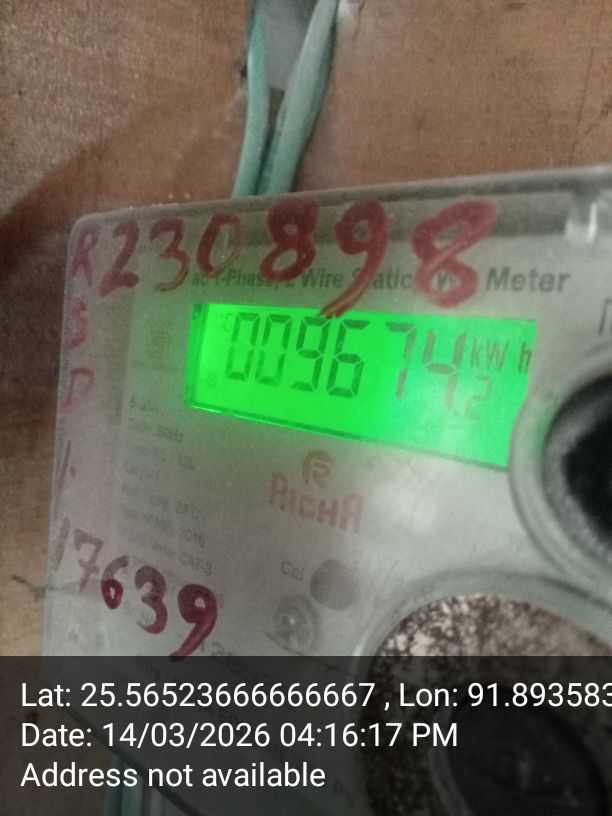 R230898
S
D
Wire Static
Meter
009674.2 kWh
RICHA
Cal
17639
Lat: 25.56523666666667 , Lon: 91.893583
Date: 14/03/2026 04:16:17 PM
Address not available